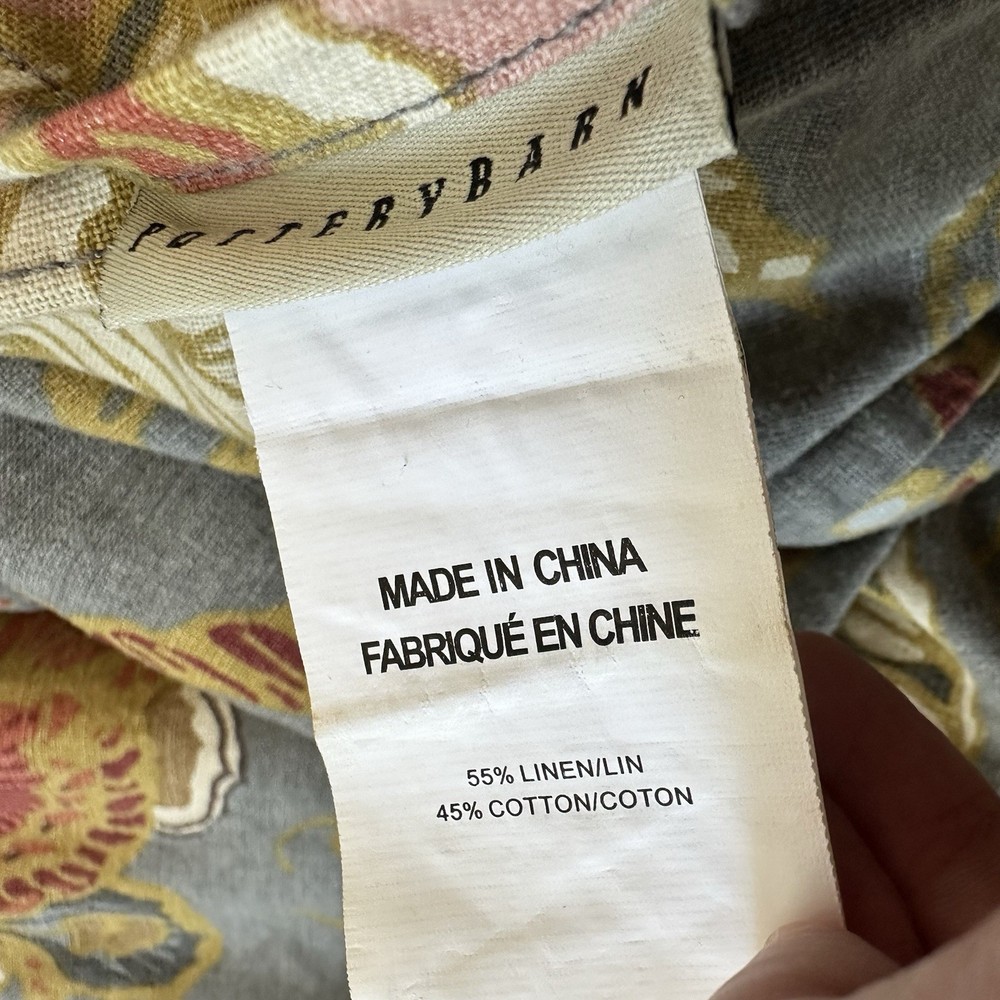 POTTERYBARN
MADE IN CHINA
FABRIQUÉ EN CHINE
55% LINEN/LIN
45% COTTON/COTON